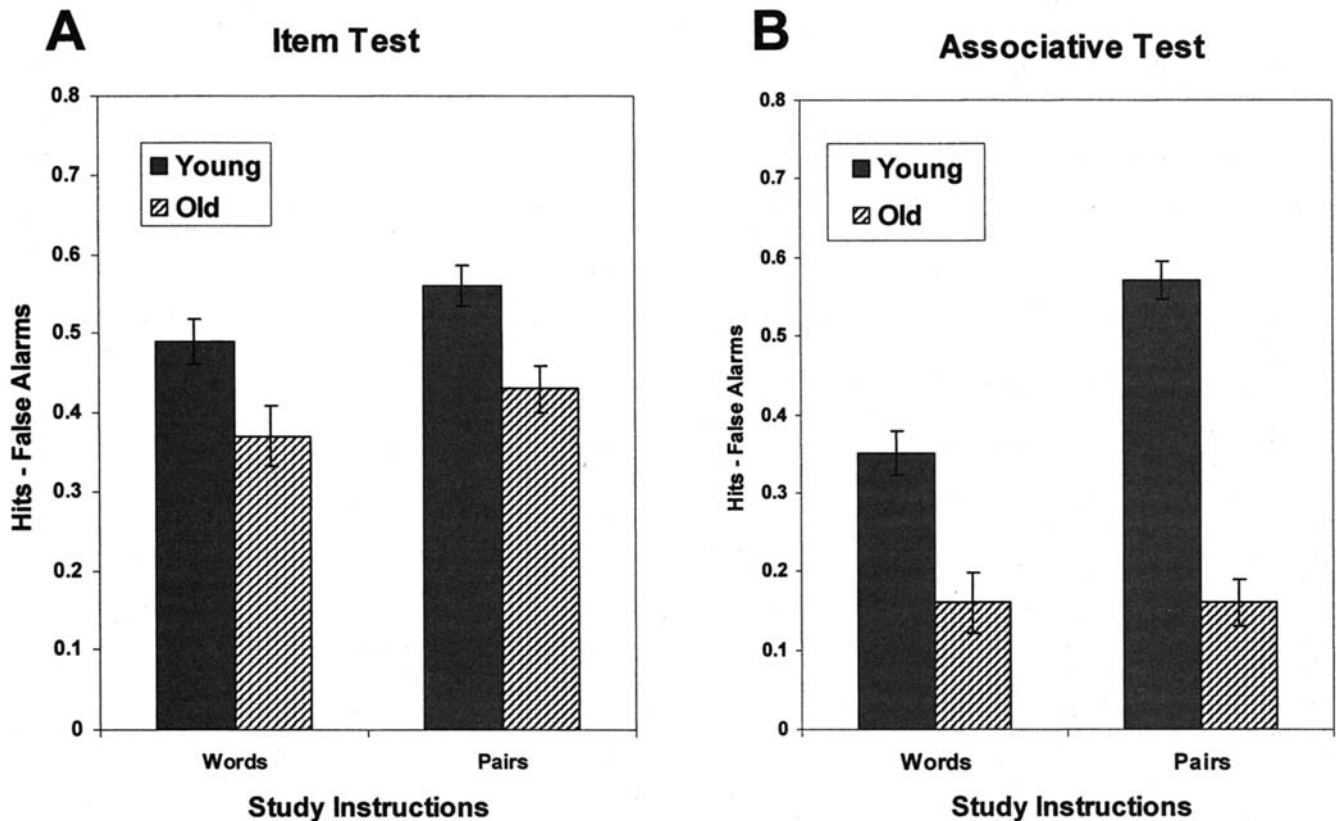 A
Item Test
0.8
0.7
0.6
0.5
0.4
0.3
0.2
0.1
0
Hits - False Alarms
Young
Old
Words
Pairs
Study Instructions
B
Associative Test
0.8
0.7
0.6
0.5
0.4
0.3
0.2
0.1
0
Hits - False Alarms
Young
Old
Words
Pairs
Study Instructions